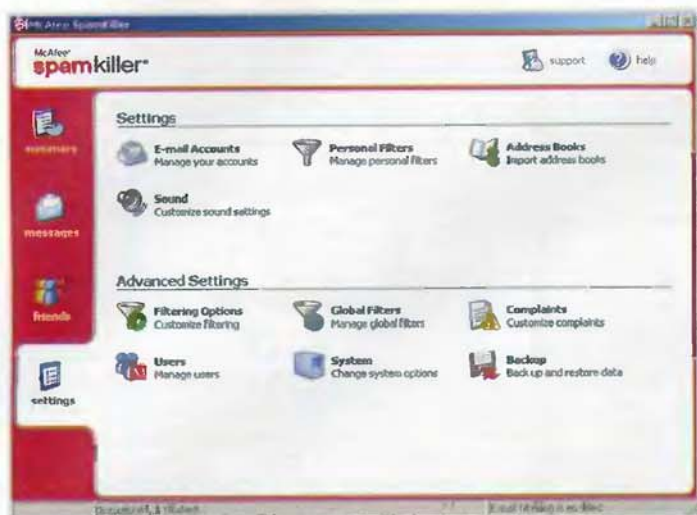 McAfee SpamKiller
McAfee®
spamkiller®
support
help
summary
messages
friends
settings
Settings
E-mail Accounts
Manage your accounts
Personal Filters
Manage personal filters
Address Books
Import address books
Sound
Customize sound settings
Advanced Settings
Filtering Options
Customize filtering
Global Filters
Manage global filters
Complaints
Customize complaints
Users
Manage users
System
Change system options
Backup
Back up and restore data